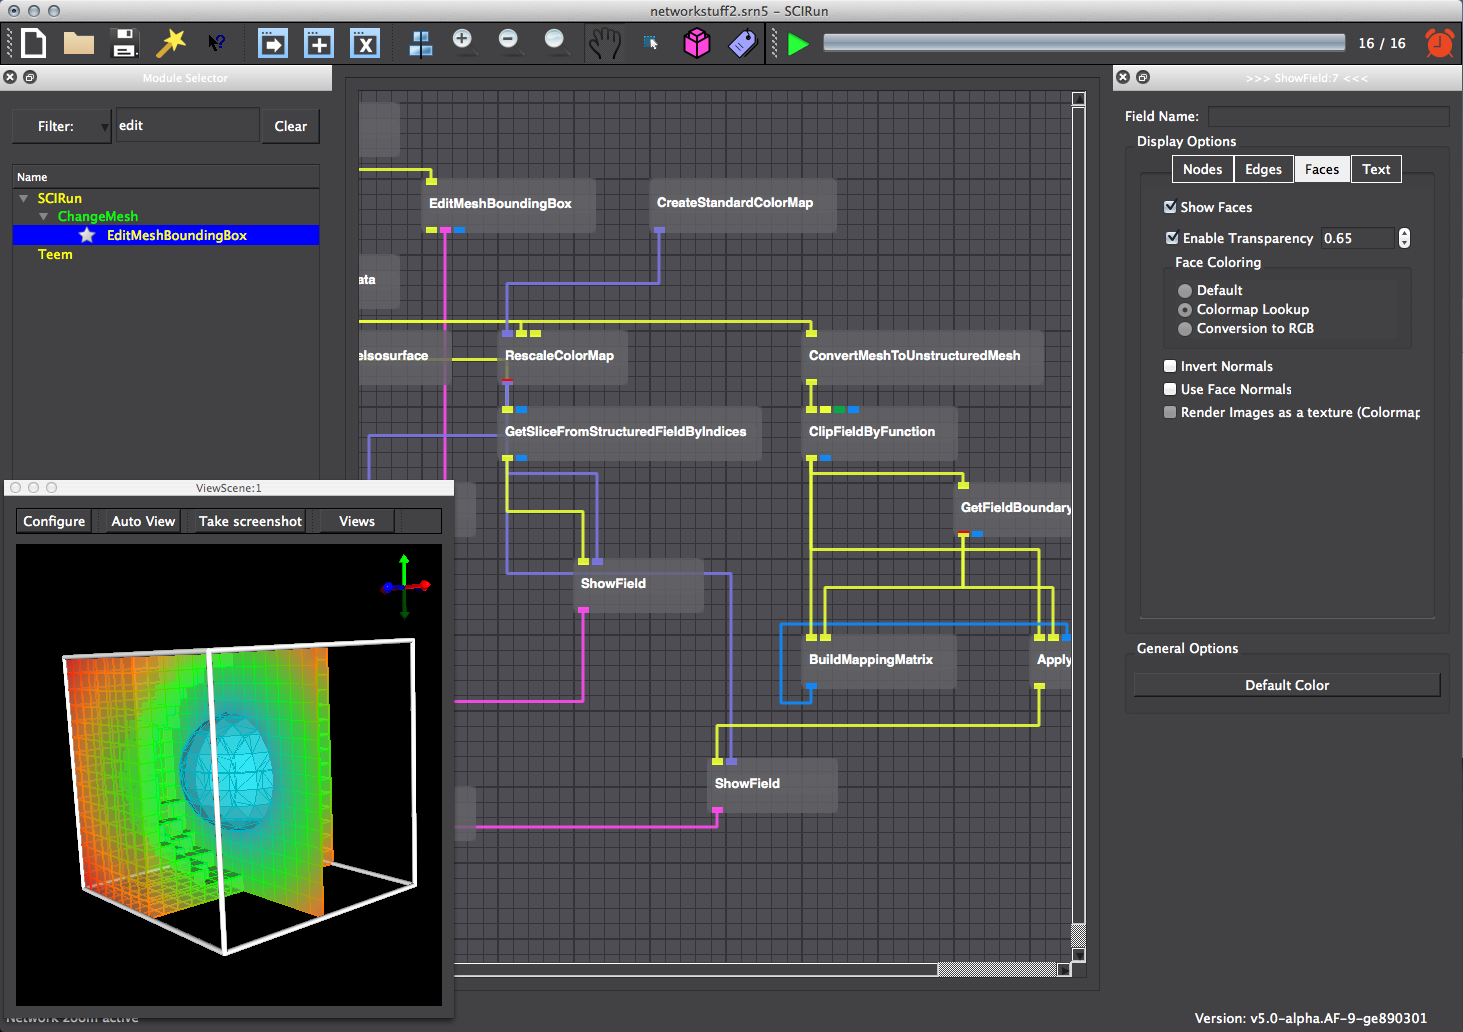 networkstuff2.srn5 – SCIRun
16 / 16
Module Selector
Filter:
edit
Clear
Name
SCIRun
ChangeMesh
EditMeshBoundingBox
Teem
EditMeshBoundingBox
CreateStandardColorMap
ata
eIsosurface
RescaleColorMap
ConvertMeshToUnstructuredMesh
GetSliceFromStructuredFieldByIndices
ClipFieldByFunction
GetFieldBoundary
ShowField
BuildMappingMatrix
Apply
ShowField
ViewScene:1
Configure
Auto View
Take screenshot
Views
Network zoom active
>>> ShowField:7 <<<
Field Name:
Display Options
Nodes
Edges
Faces
Text
Show Faces
Enable Transparency
0.65
Face Coloring
Default
Colormap Lookup
Conversion to RGB
Invert Normals
Use Face Normals
Render Images as a texture (Colormap
General Options
Default Color
Version: v5.0-alpha.AF-9-ge890301